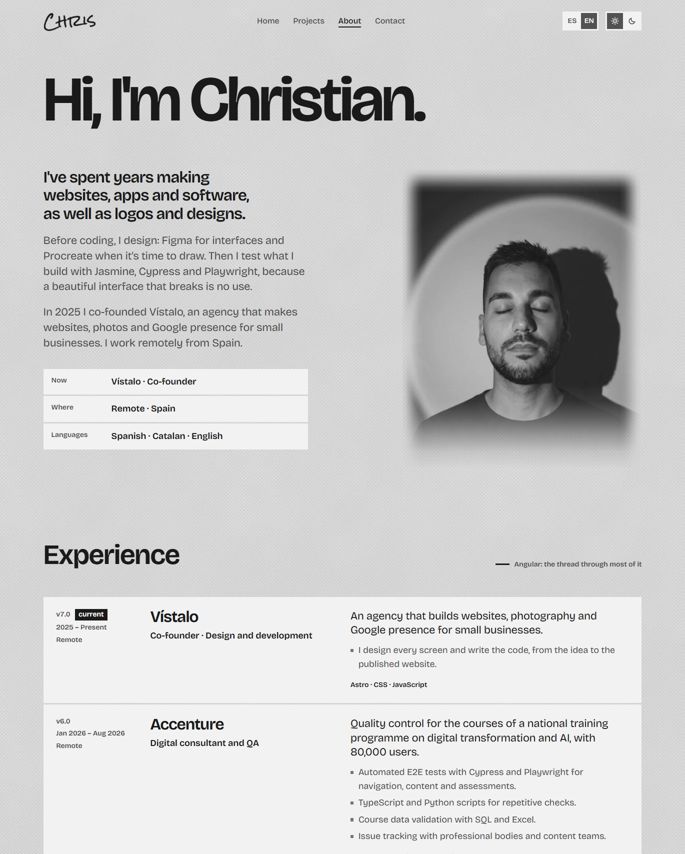 CHRIS
Home Projects About Contact
ES EN
Hi, I'm Christian.
I've spent years making
websites, apps and software,
as well as logos and designs.
Before coding, I design: Figma for interfaces and
Procreate when it's time to draw. Then I test what I
build with Jasmine, Cypress and Playwright, because
a beautiful interface that breaks is no use.
In 2025 I co-founded Vístalo, an agency that makes
websites, photos and Google presence for small
businesses. I work remotely from Spain.
Now Vístalo · Co-founder
Where Remote · Spain
Languages Spanish · Catalan · English
Experience
Angular: the thread through most of it
v7.0 current
2025 – Present
Remote
Vístalo
Co-founder · Design and development
An agency that builds websites, photography and
Google presence for small businesses.
I design every screen and write the code, from the idea to the
published website.
Astro · CSS · JavaScript
v6.0
Jan 2026 – Aug 2026
Remote
Accenture
Digital consultant and QA
Quality control for the courses of a national training
programme on digital transformation and AI, with
80,000 users.
Automated E2E tests with Cypress and Playwright for
navigation, content and assessments.
TypeScript and Python scripts for repetitive checks.
Course data validation with SQL and Excel.
Issue tracking with professional bodies and content teams.